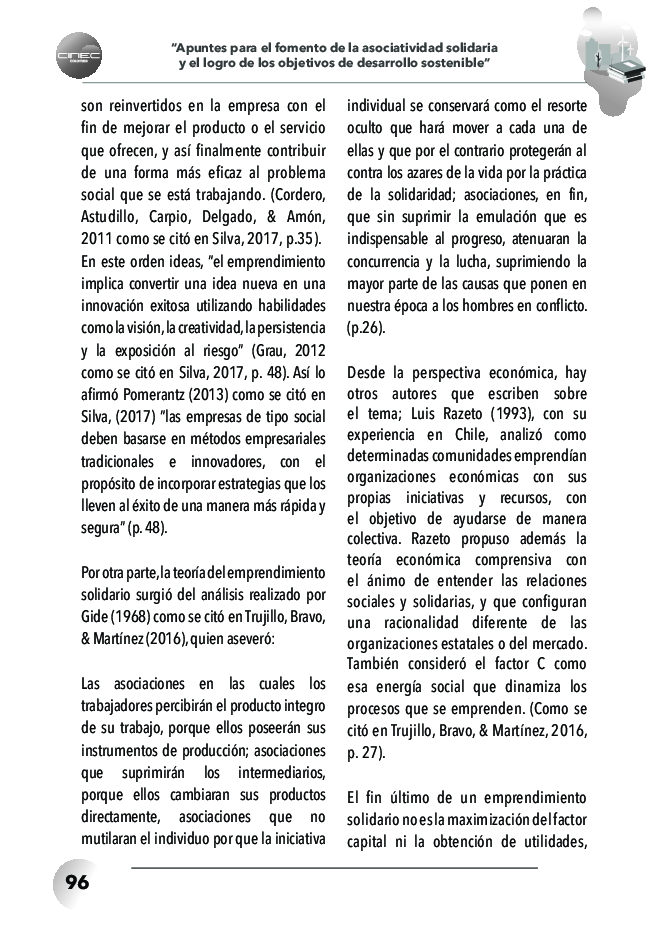 CINEC
"Apuntes para el fomento de la asociatividad solidaria
y el logro de los objetivos de desarrollo sostenible"
son reinvertidos en la empresa con el
fin de mejorar el producto o el servicio
que ofrecen, y así finalmente contribuir
de una forma más eficaz al problema
social que se está trabajando. (Cordero,
Astudillo, Carpio, Delgado, & Amón,
2011 como se citó en Silva, 2017, p.35).
En este orden ideas, "el emprendimiento
implica convertir una idea nueva en una
innovación exitosa utilizando habilidades
como la visión, la creatividad, la persistencia
y la exposición al riesgo" (Grau, 2012
como se citó en Silva, 2017, p. 48). Así lo
afirmó Pomerantz (2013) como se citó en
Silva, (2017) "las empresas de tipo social
deben basarse en métodos empresariales
tradicionales e innovadores, con el
propósito de incorporar estrategias que los
lleven al éxito de una manera más rápida y
segura" (p. 48).
Por otra parte, la teoría del emprendimiento
solidario surgió del análisis realizado por
Gide (1968) como se citó en Trujillo, Bravo,
& Martínez (2016), quien aseveró:
Las asociaciones en las cuales los
trabajadores percibirán el producto integro
de su trabajo, porque ellos poseerán sus
instrumentos de producción; asociaciones
que suprimirán los intermediarios,
porque ellos cambiaran sus productos
directamente, asociaciones que no
mutilaran el individuo por que la iniciativa
individual se conservará como el resorte
oculto que hará mover a cada una de
ellas y que por el contrario protegerán al
contra los azares de la vida por la práctica
de la solidaridad; asociaciones, en fin,
que sin suprimir la emulación que es
indispensable al progreso, atenuaran la
concurrencia y la lucha, suprimiendo la
mayor parte de las causas que ponen en
nuestra época a los hombres en conflicto.
(p.26).
Desde la perspectiva económica, hay
otros autores que escriben sobre
el tema; Luis Razeto (1993), con su
experiencia en Chile, analizó como
determinadas comunidades emprendían
organizaciones económicas con sus
propias iniciativas y recursos, con
el objetivo de ayudarse de manera
colectiva. Razeto propuso además la
teoría económica comprensiva con
el ánimo de entender las relaciones
sociales y solidarias, y que configuran
una racionalidad diferente de las
organizaciones estatales o del mercado.
También consideró el factor C como
esa energía social que dinamiza los
procesos que se emprenden. (Como se
citó en Trujillo, Bravo, & Martínez, 2016,
p. 27).
El fin último de un emprendimiento
solidario no es la maximización del factor
capital ni la obtención de utilidades,
96